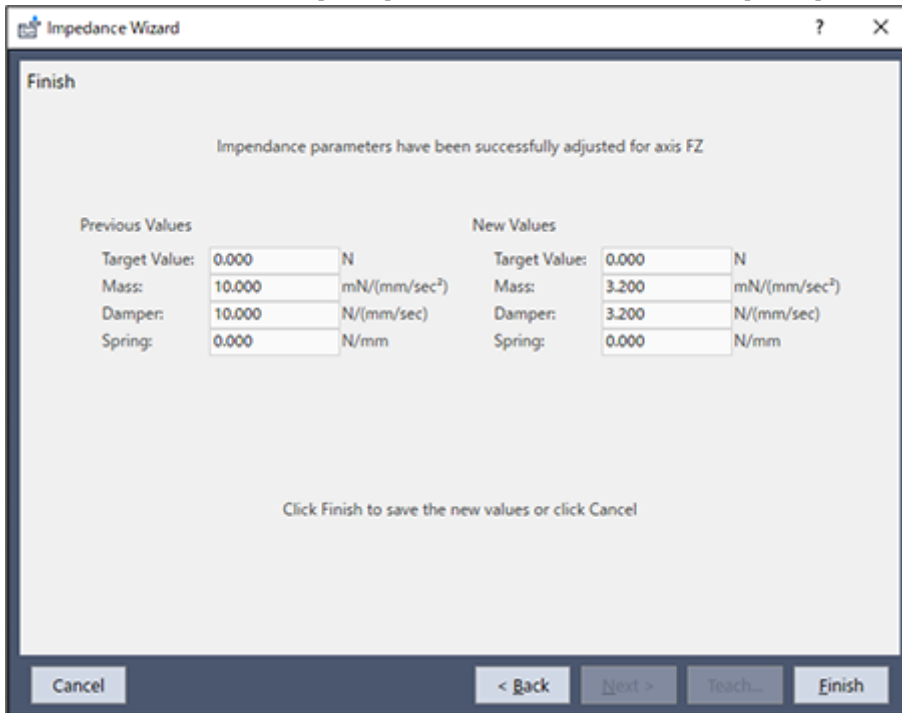 Impedance Wizard ? ×
Finish
Impendance parameters have been successfully adjusted for axis FZ
Previous Values New Values
Target Value: 0.000 N Target Value: 0.000 N
Mass: 10.000 mN/(mm/sec²) Mass: 3.200 mN/(mm/sec²)
Damper: 10.000 N/(mm/sec) Damper: 3.200 N/(mm/sec)
Spring: 0.000 N/mm Spring: 0.000 N/mm
Click Finish to save the new values or click Cancel
Cancel < Back Next > Teach... Finish